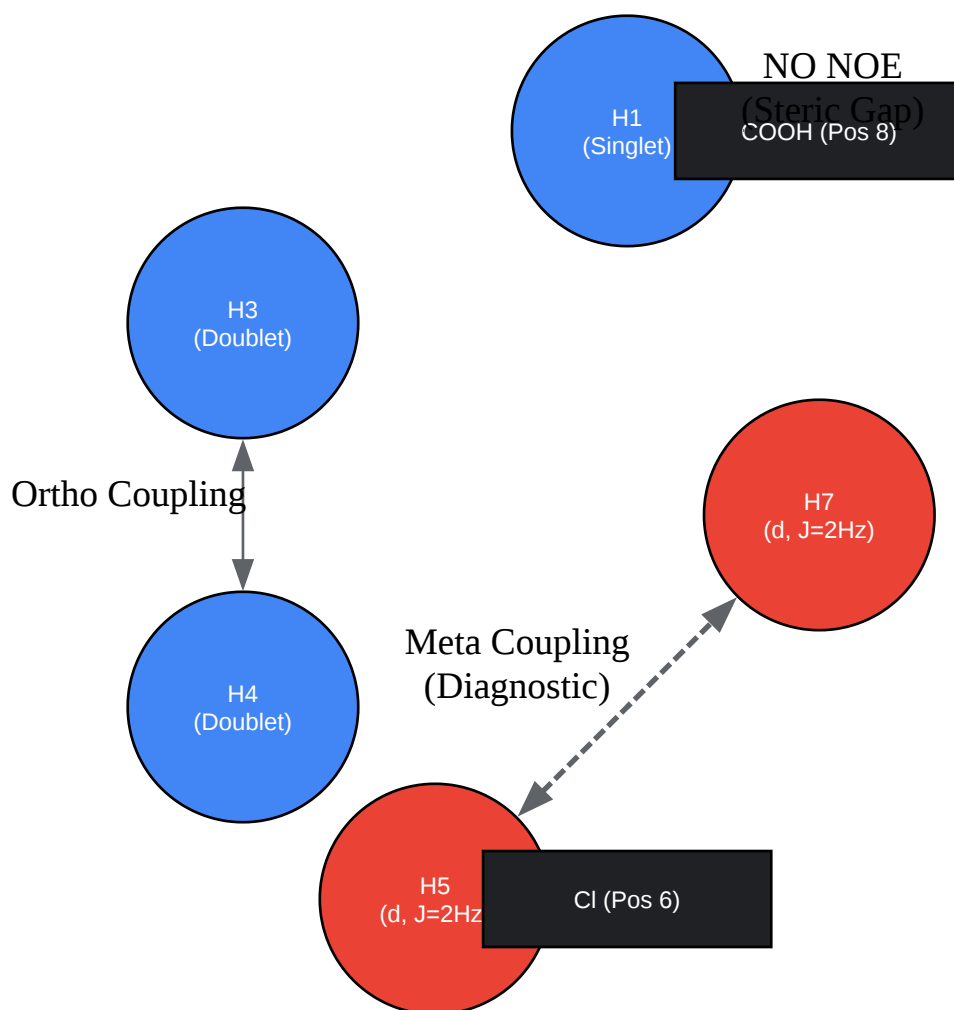 NO NOE
(Steric Gap)
H1
(Singlet)
COOH (Pos 8)
H3
(Doublet)
Ortho Coupling
H7
(d, J=2Hz)
Meta Coupling
(Diagnostic)
H4
(Doublet)
H5
(d, J=2Hz
Cl (Pos 6)